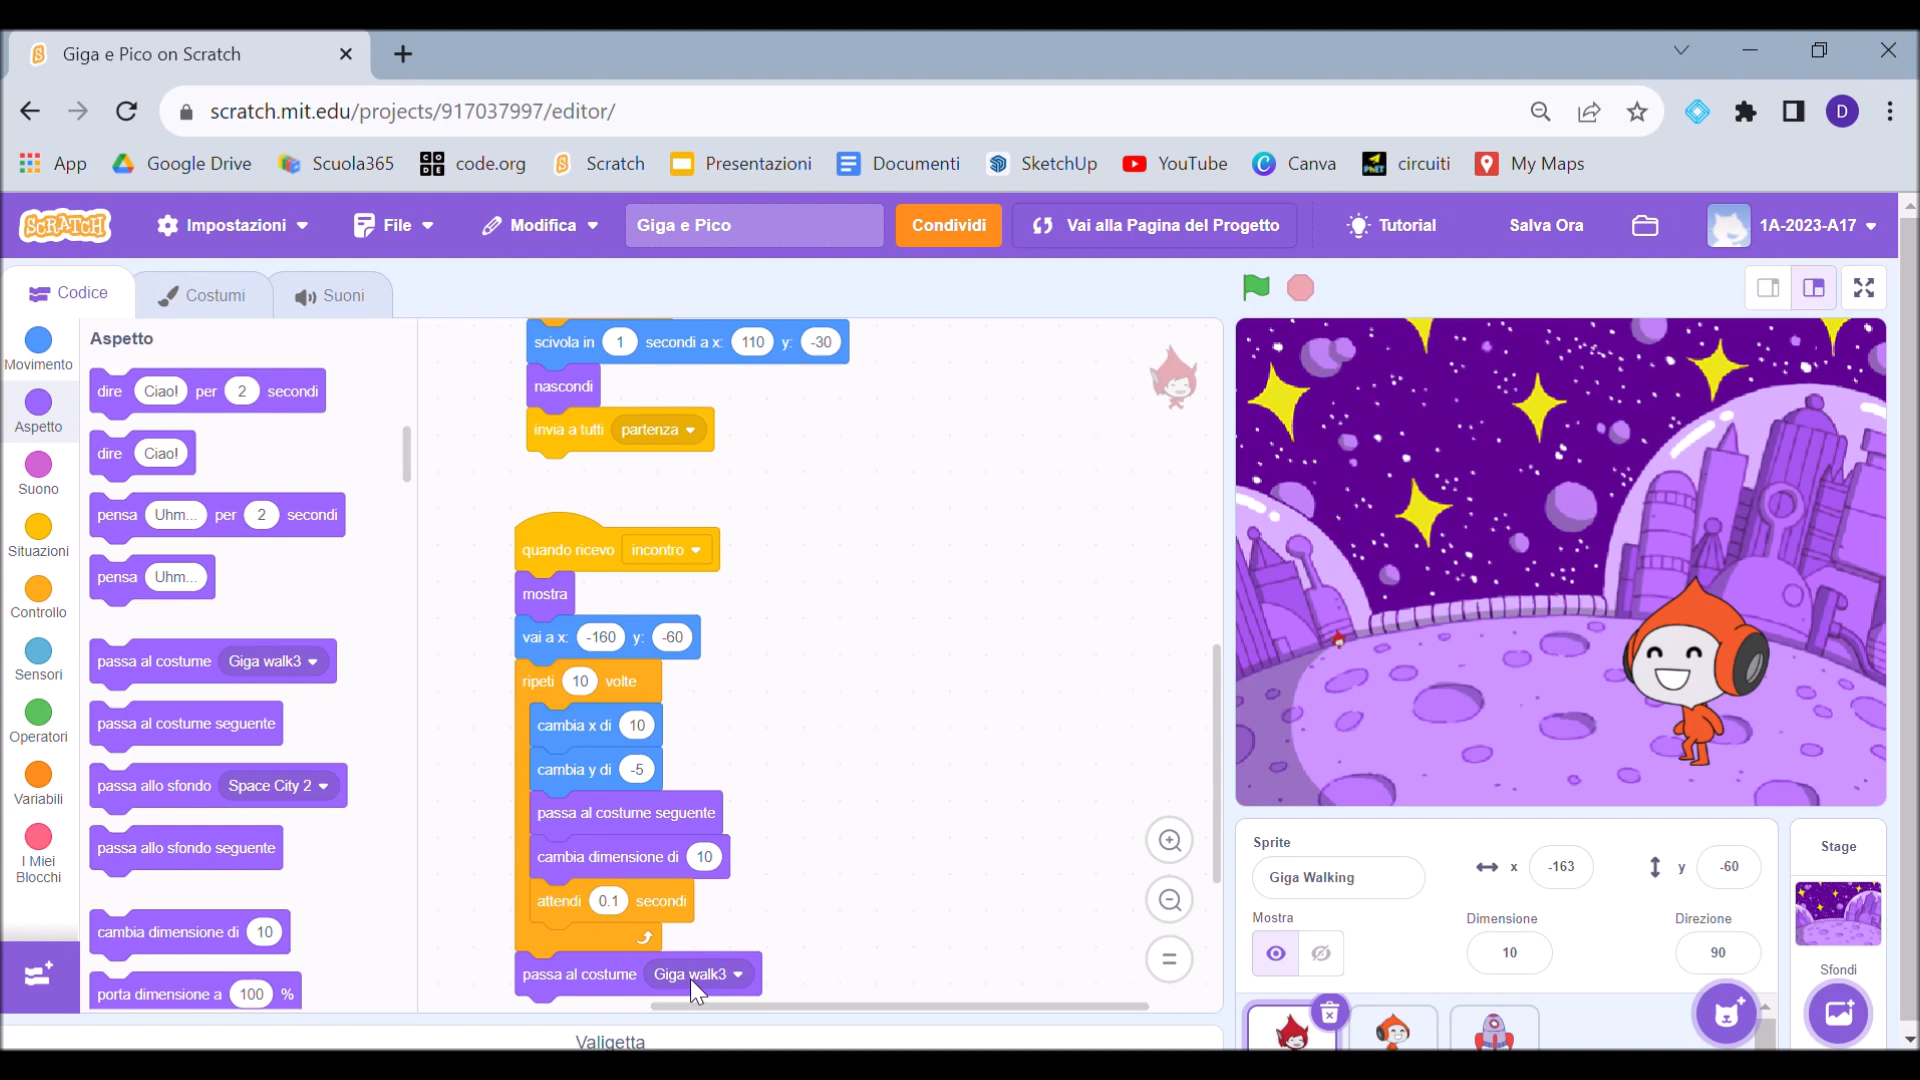 Giga e Pico on Scratch
scratch.mit.edu/projects/917037997/editor/
D
App Google Drive Scuola365 code.org Scratch Presentazioni Documenti SketchUp YouTube Canva circuiti My Maps
SCRATCH Impostazioni File Modifica Giga e Pico Condividi Vai alla Pagina del Progetto Tutorial Salva Ora 1A-2023-A17
Codice Costumi Suoni
Movimento
Aspetto
Suono
Situazioni
Controllo
Sensori
Operatori
Variabili
I Miei
Blocchi
Aspetto
dire Ciao! per 2 secondi
dire Ciao!
pensa Uhm... per 2 secondi
pensa Uhm...
passa al costume Giga walk3
passa al costume seguente
passa allo sfondo Space City 2
passa allo sfondo seguente
cambia dimensione di 10
porta dimensione a 100 %
scivola in 1 secondi a x: 110 y: -30
nascondi
invia a tutti partenza
quando ricevo incontro
mostra
vai a x: -160 y: -60
ripeti 10 volte
cambia x di 10
cambia y di -5
passa al costume seguente
cambia dimensione di 10
attendi 0.1 secondi
passa al costume Giga walk3
Valigetta
Sprite
Giga Walking
x -163
y -60
Mostra
Dimensione
10
Direzione
90
Stage
Sfondi